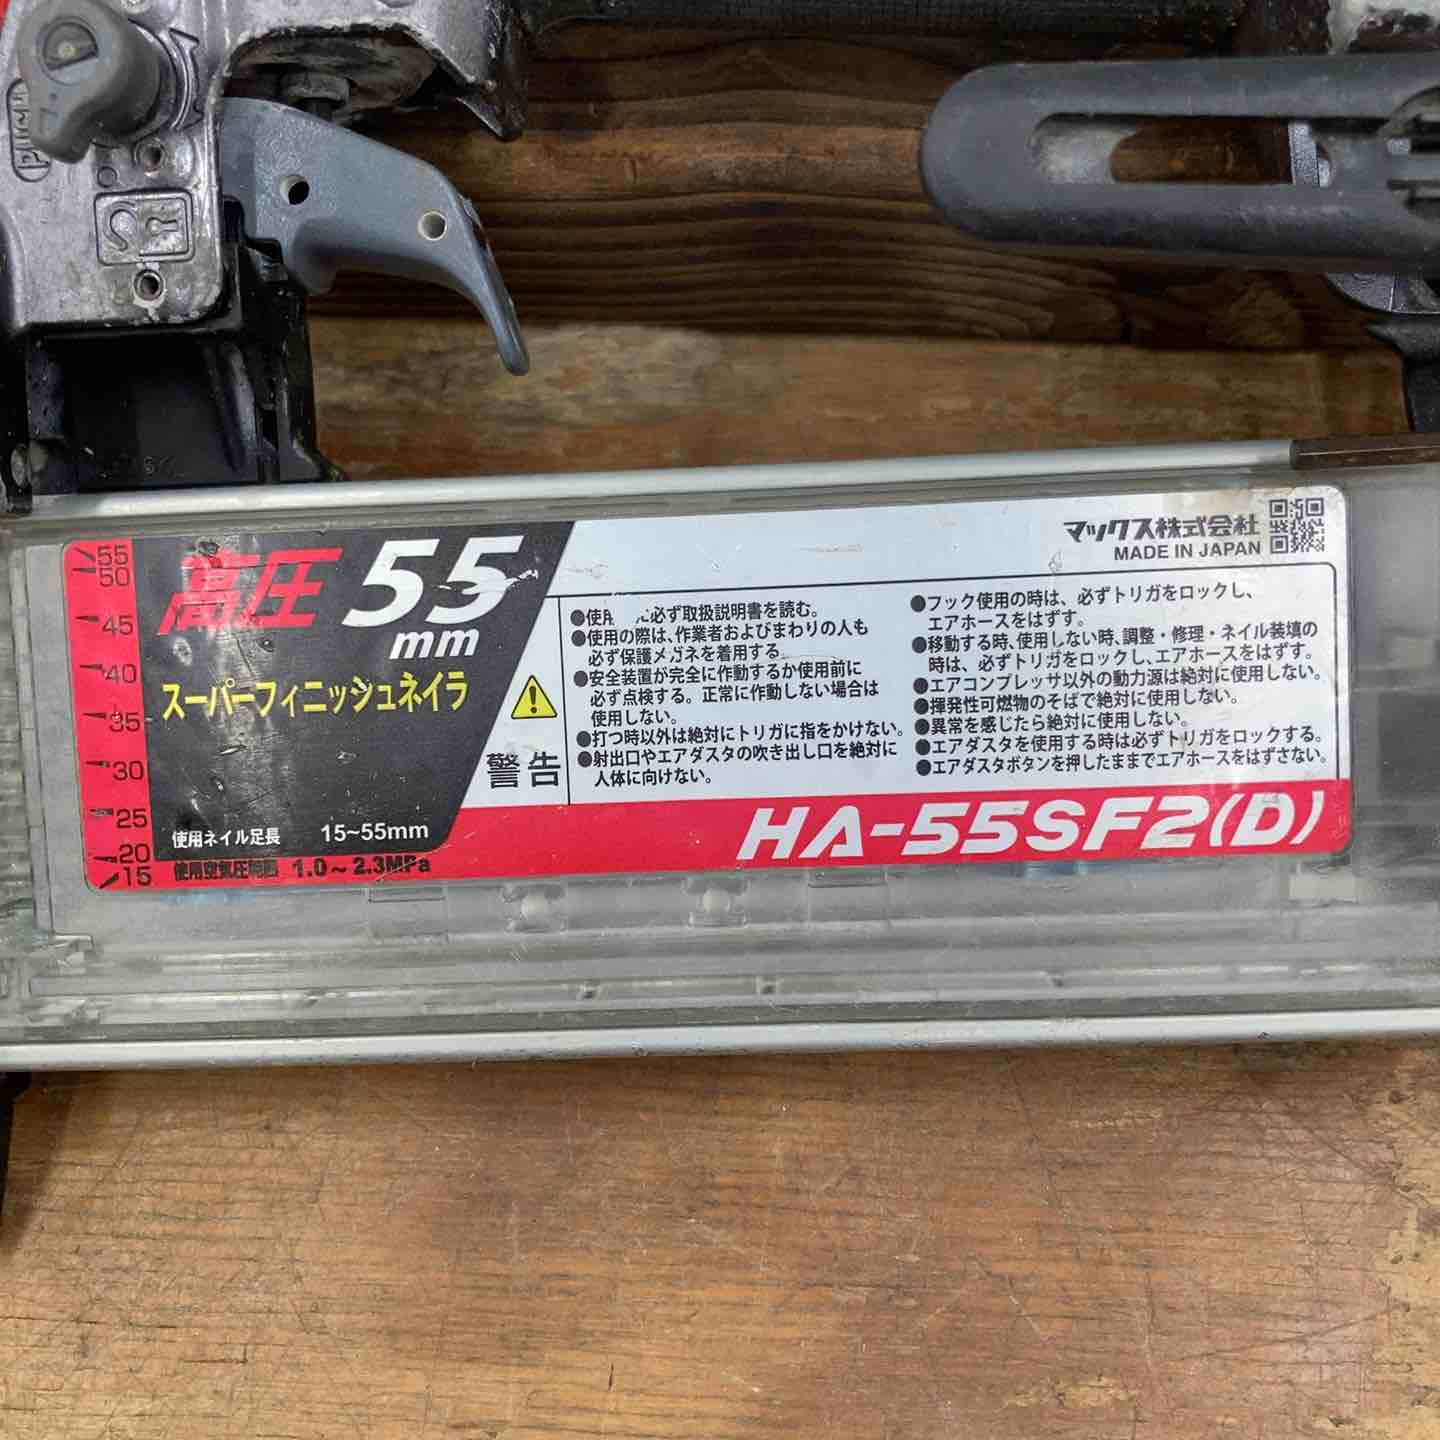 55
50
45
40
35
30
25
20
15
高圧 55
mm
スーパーフィニッシュネイラ
使用ネイル足長 15~55mm
使用空気圧範囲 1.0~2.3MPa
警告
●使用 に必ず取扱説明書を読む。
●使用の際は、作業者およびまわりの人も
必ず保護メガネを着用する。
●安全装置が完全に作動するか使用前に
必ず点検する。正常に作動しない場合は
使用しない。
●打つ時以外は絶対にトリガに指をかけない。
●射出口やエアダスタの吹き出し口を絶対に
人体に向けない。
マックス株式会社
MADE IN JAPAN
●フック使用の時は、必ずトリガをロックし、
エアホースをはずす。
●移動する時、使用しない時、調整・修理・ネイル装填の
時は、必ずトリガをロックし、エアホースをはずす。
●エアコンプレッサ以外の動力源は絶対に使用しない。
●揮発性可燃物のそばで絶対に使用しない。
●異常を感じたら絶対に使用しない。
●エアダスタを使用する時は必ずトリガをロックする。
●エアダスタボタンを押したままでエアホースをはずさない。
HA-55SF2(D)